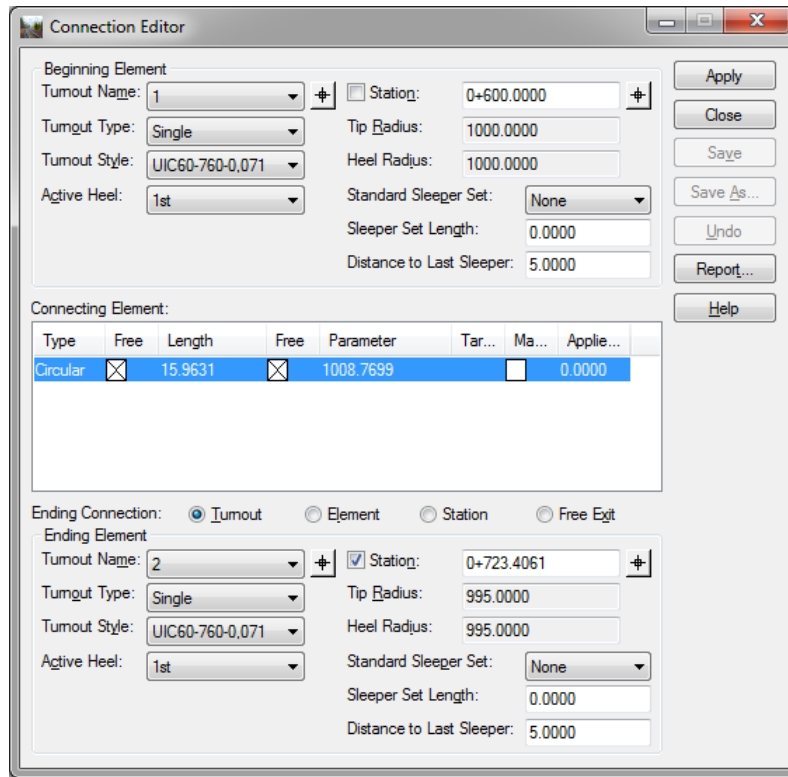 Connection Editor
Beginning Element
Turnout Name: 1 Station: 0+600.0000
Turnout Type: Single Tip Radius: 1000.0000
Turnout Style: UIC60-760-0,071 Heel Radius: 1000.0000
Active Heel: 1st Standard Sleeper Set: None
Sleeper Set Length: 0.0000
Distance to Last Sleeper: 5.0000
Apply
Close
Save
Save As...
Undo
Report...
Help
Connecting Element:
Type Free Length Free Parameter Tar... Ma... Applie...
Circular 15.9631 1008.7699 0.0000
Ending Connection: Turnout Element Station Free Exit
Ending Element
Turnout Name: 2 Station: 0+723.4061
Turnout Type: Single Tip Radius: 995.0000
Turnout Style: UIC60-760-0,071 Heel Radius: 995.0000
Active Heel: 1st Standard Sleeper Set: None
Sleeper Set Length: 0.0000
Distance to Last Sleeper: 5.0000